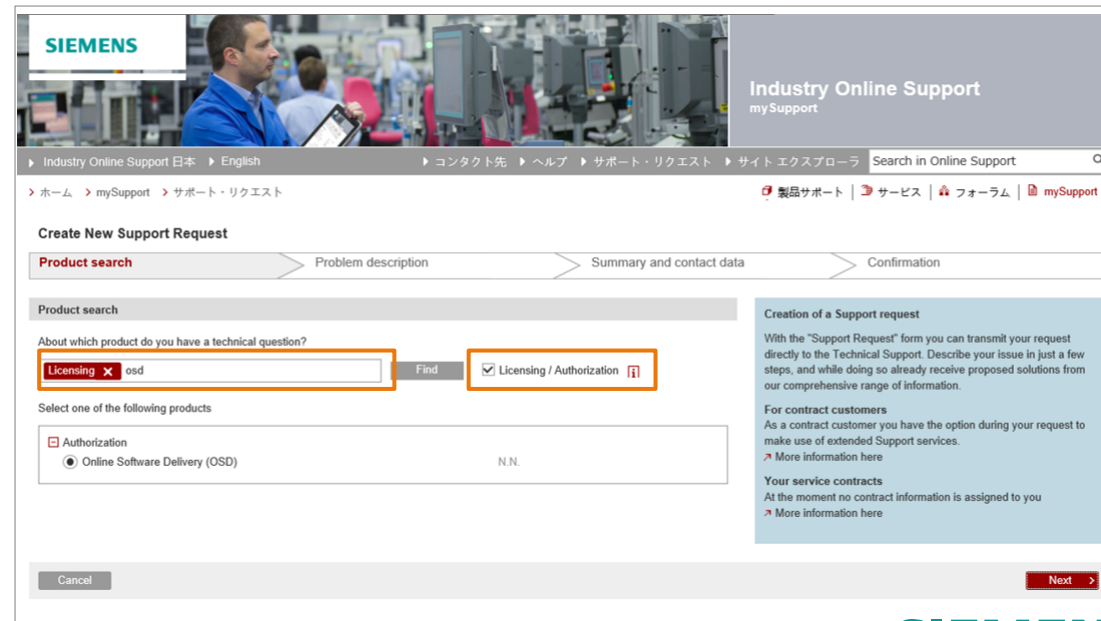 SIEMENS
Industry Online Support
mySupport
Industry Online Support 日本 English コンタクト先 ヘルプ サポート・リクエスト サイト エクスプローラ Search in Online Support
ホーム mySupport サポート・リクエスト 製品サポート サービス フォーラム mySupport
Create New Support Request
Product search Problem description Summary and contact data Confirmation
Product search
About which product do you have a technical question?
Licensing osd Find Licensing / Authorization
Select one of the following products
Authorization
Online Software Delivery (OSD) N.N.
Creation of a Support request
With the "Support Request" form you can transmit your request
directly to the Technical Support. Describe your issue in just a few
steps, and while doing so already receive proposed solutions from
our comprehensive range of information.
For contract customers
As a contract customer you have the option during your request to
make use of extended Support services.
More information here
Your service contracts
At the moment no contract information is assigned to you
More information here
Cancel Next